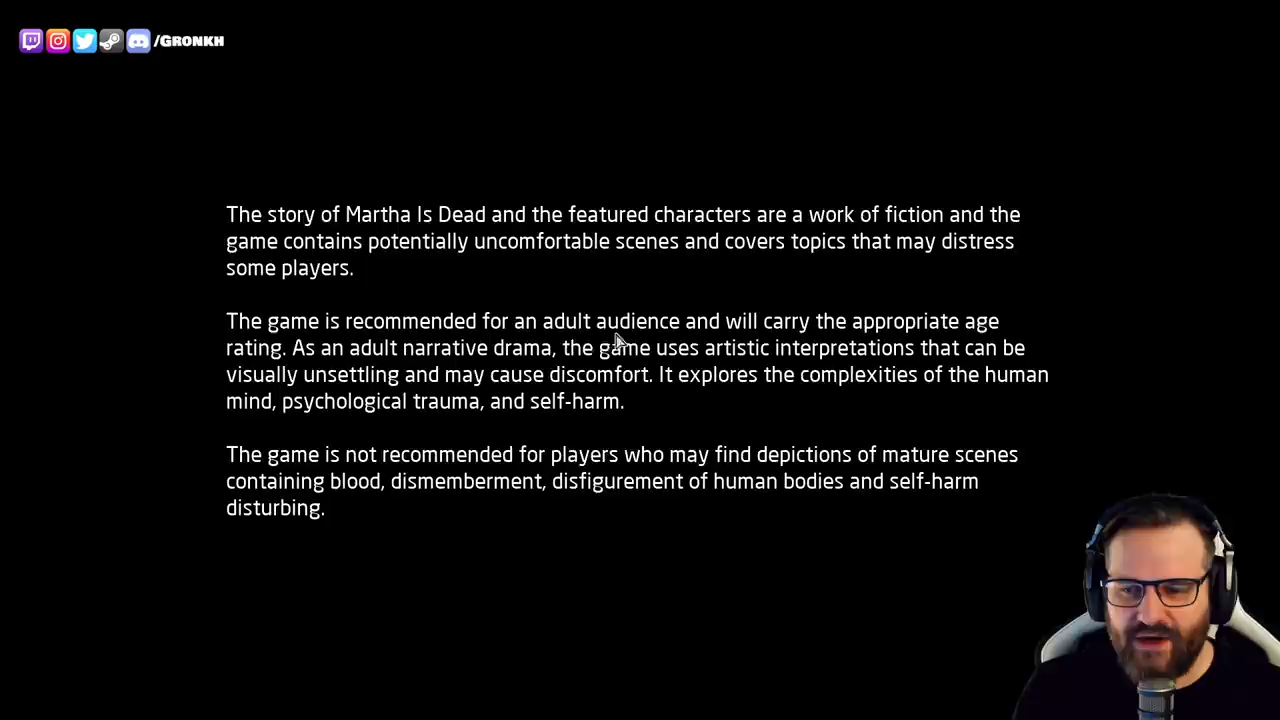 /GRONKH
The story of Martha Is Dead and the featured characters are a work of fiction and the
game contains potentially uncomfortable scenes and covers topics that may distress
some players.
The game is recommended for an adult audience and will carry the appropriate age
rating. As an adult narrative drama, the game uses artistic interpretations that can be
visually unsettling and may cause discomfort. It explores the complexities of the human
mind, psychological trauma, and self-harm.
The game is not recommended for players who may find depictions of mature scenes
containing blood, dismemberment, disfigurement of human bodies and self-harm
disturbing.